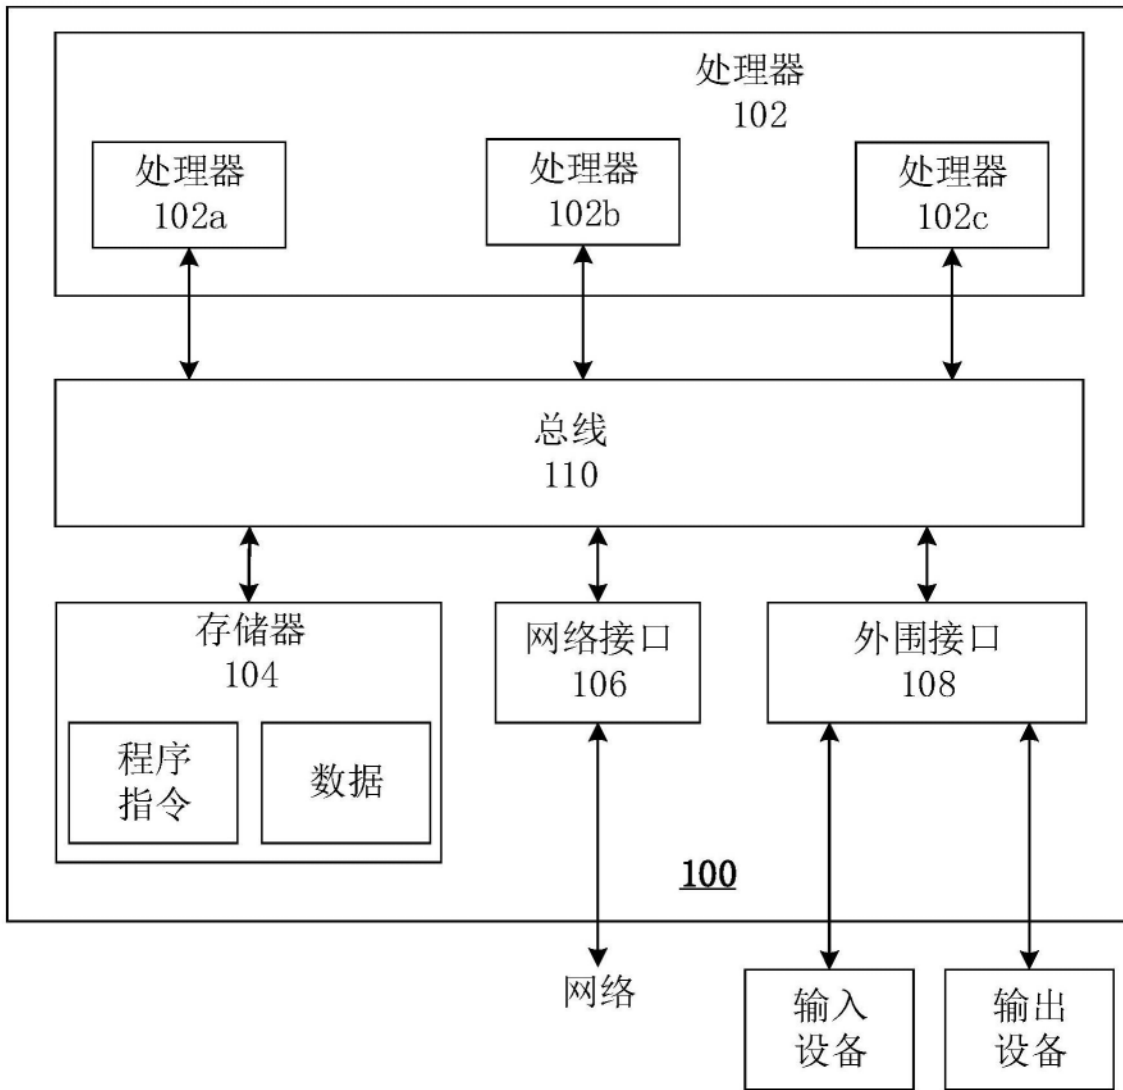 处理器
102
处理器
102a
处理器
102b
处理器
102c
总线
110
存储器
104
程序
指令
数据
网络接口
106
外围接口
108
100
网络
输入
设备
输出
设备